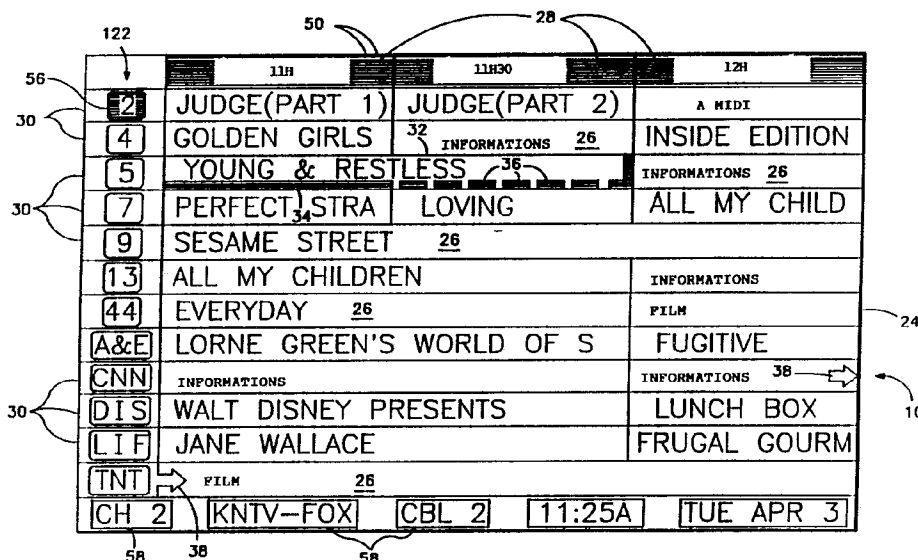 50 28
122
11H 11H30 12H
56 2 JUDGE(PART 1) JUDGE(PART 2) A MIDI
30 4 GOLDEN GIRLS 32 INFORMATIONS 26 INSIDE EDITION
5 YOUNG & RESTLESS 36 INFORMATIONS 26
30 7 PERFECT STRA 34 LOVING ALL MY CHILD
9 SESAME STREET 26
13 ALL MY CHILDREN INFORMATIONS
44 EVERYDAY 26 FILM 24
A&E LORNE GREEN'S WORLD OF S FUGITIVE
CNN INFORMATIONS INFORMATIONS 38
30 DIS WALT DISNEY PRESENTS LUNCH BOX 10
LIF JANE WALLACE FRUGAL GOURM
TNT FILM 26
CH 2 KNTV-FOX CBL 2 11:25A TUE APR 3
58 38 58